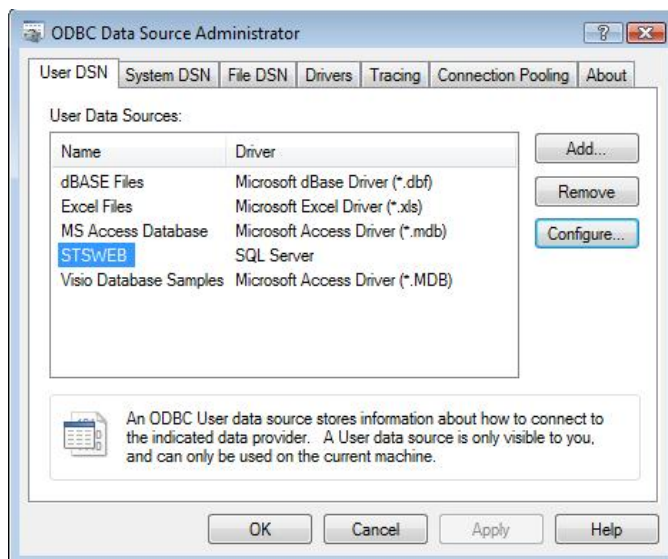 ODBC Data Source Administrator
User DSN System DSN File DSN Drivers Tracing Connection Pooling About
User Data Sources:
Name Driver
dBASE Files Microsoft dBase Driver (*.dbf)
Excel Files Microsoft Excel Driver (*.xls)
MS Access Database Microsoft Access Driver (*.mdb)
STSWEB SQL Server
Visio Database Samples Microsoft Access Driver (*.MDB)
Add...
Remove
Configure...
An ODBC User data source stores information about how to connect to
the indicated data provider. A User data source is only visible to you,
and can only be used on the current machine.
OK Cancel Apply Help